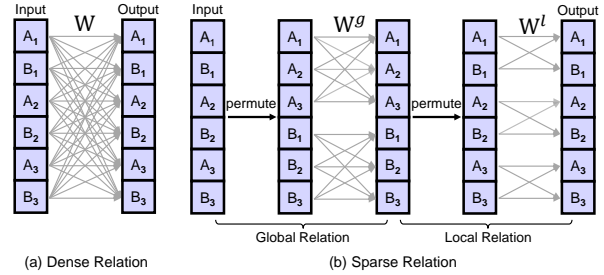 Input
W
Output
A1
B1
A2
B2
A3
B3
A1
B1
A2
B2
A3
B3
(a) Dense Relation
Input
W^g
W^l
Output
A1
B1
A2
B2
A3
B3
permute
A1
A2
A3
B1
B2
B3
A1
A2
A3
B1
B2
B3
permute
A1
B1
A2
B2
A3
B3
A1
B1
A2
B2
A3
B3
Global Relation
Local Relation
(b) Sparse Relation